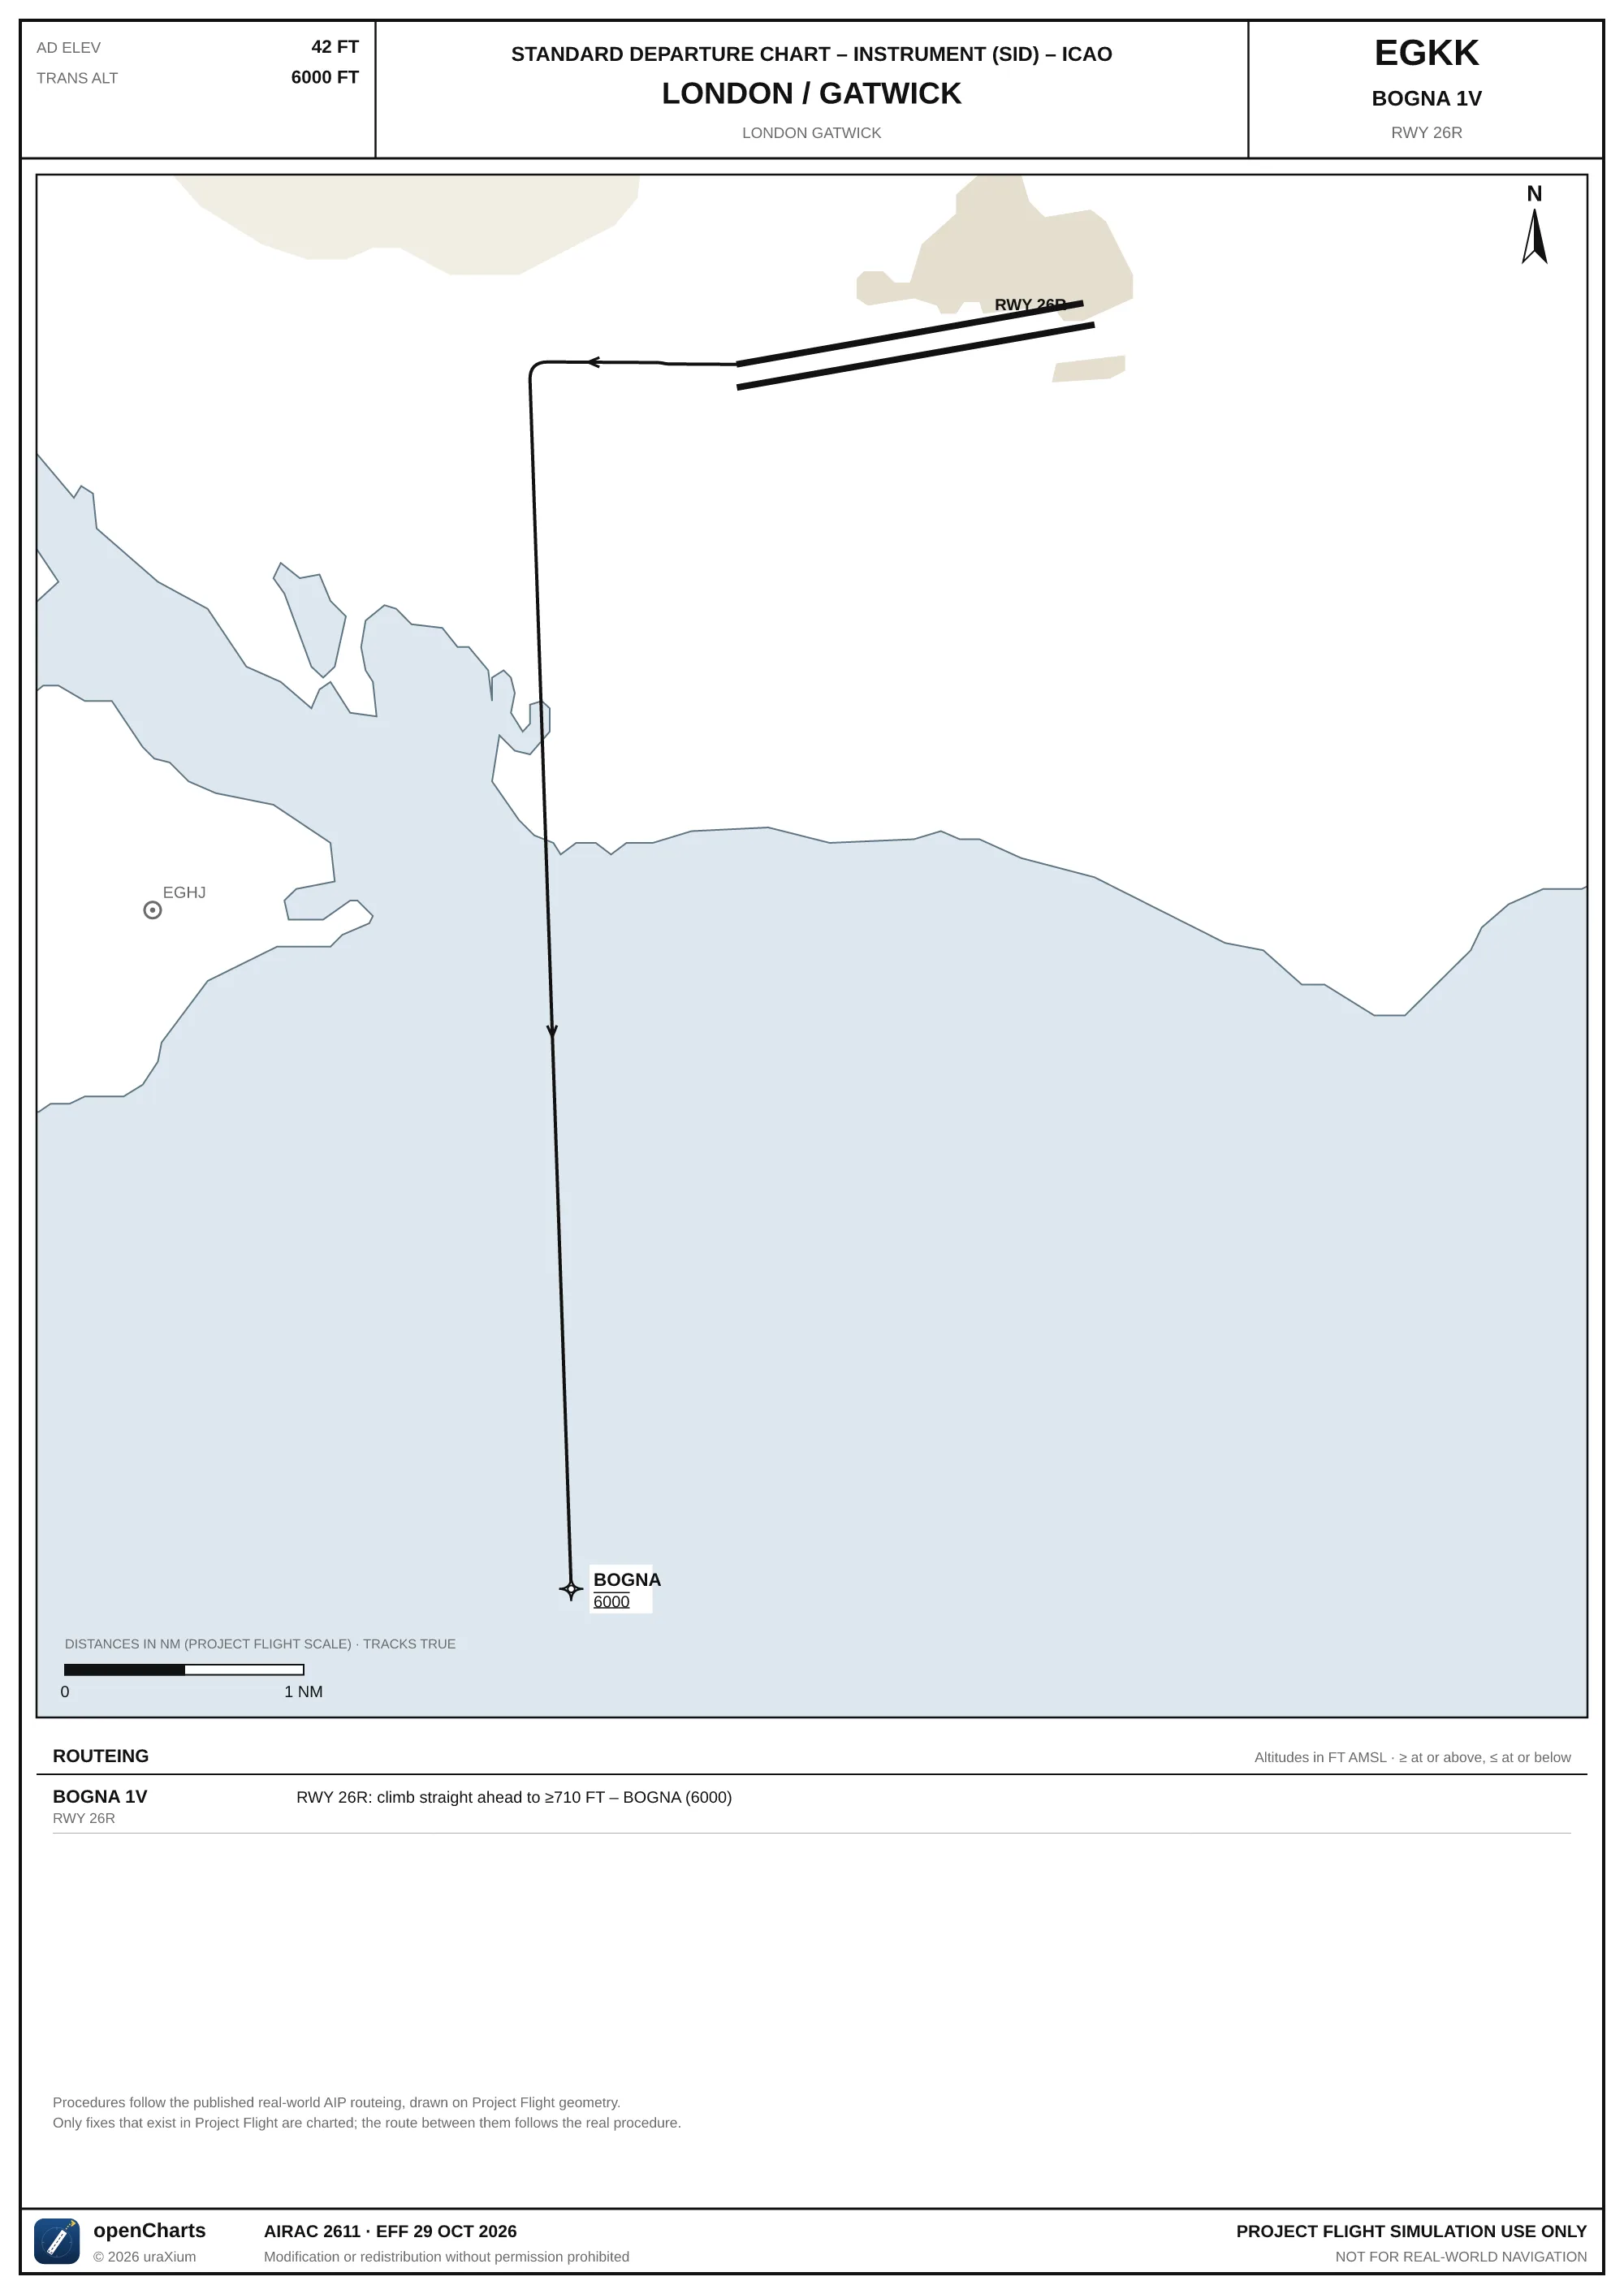 AD ELEV 42 FT
TRANS ALT 6000 FT
STANDARD DEPARTURE CHART – INSTRUMENT (SID) – ICAO
LONDON / GATWICK
LONDON GATWICK
EGKK
BOGNA 1V
RWY 26R
N
RWY 26R
EGHJ
BOGNA
6000
DISTANCES IN NM (PROJECT FLIGHT SCALE) · TRACKS TRUE
0 1 NM
ROUTEING Altitudes in FT AMSL · ≥ at or above, ≤ at or below
BOGNA 1V RWY 26R: climb straight ahead to ≥710 FT – BOGNA (6000)
RWY 26R
Procedures follow the published real-world AIP routeing, drawn on Project Flight geometry.
Only fixes that exist in Project Flight are charted; the route between them follows the real procedure.
openCharts AIRAC 2611 · EFF 29 OCT 2026 PROJECT FLIGHT SIMULATION USE ONLY
© 2026 uraXium Modification or redistribution without permission prohibited NOT FOR REAL-WORLD NAVIGATION